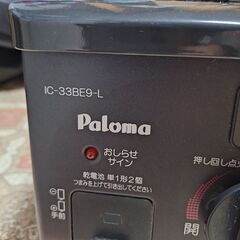 IC-33BE9-L
Paloma
おしらせ
サイン
押し回し点
乾電池 単1形2個
つまみを上げて引き出してください
手前
開